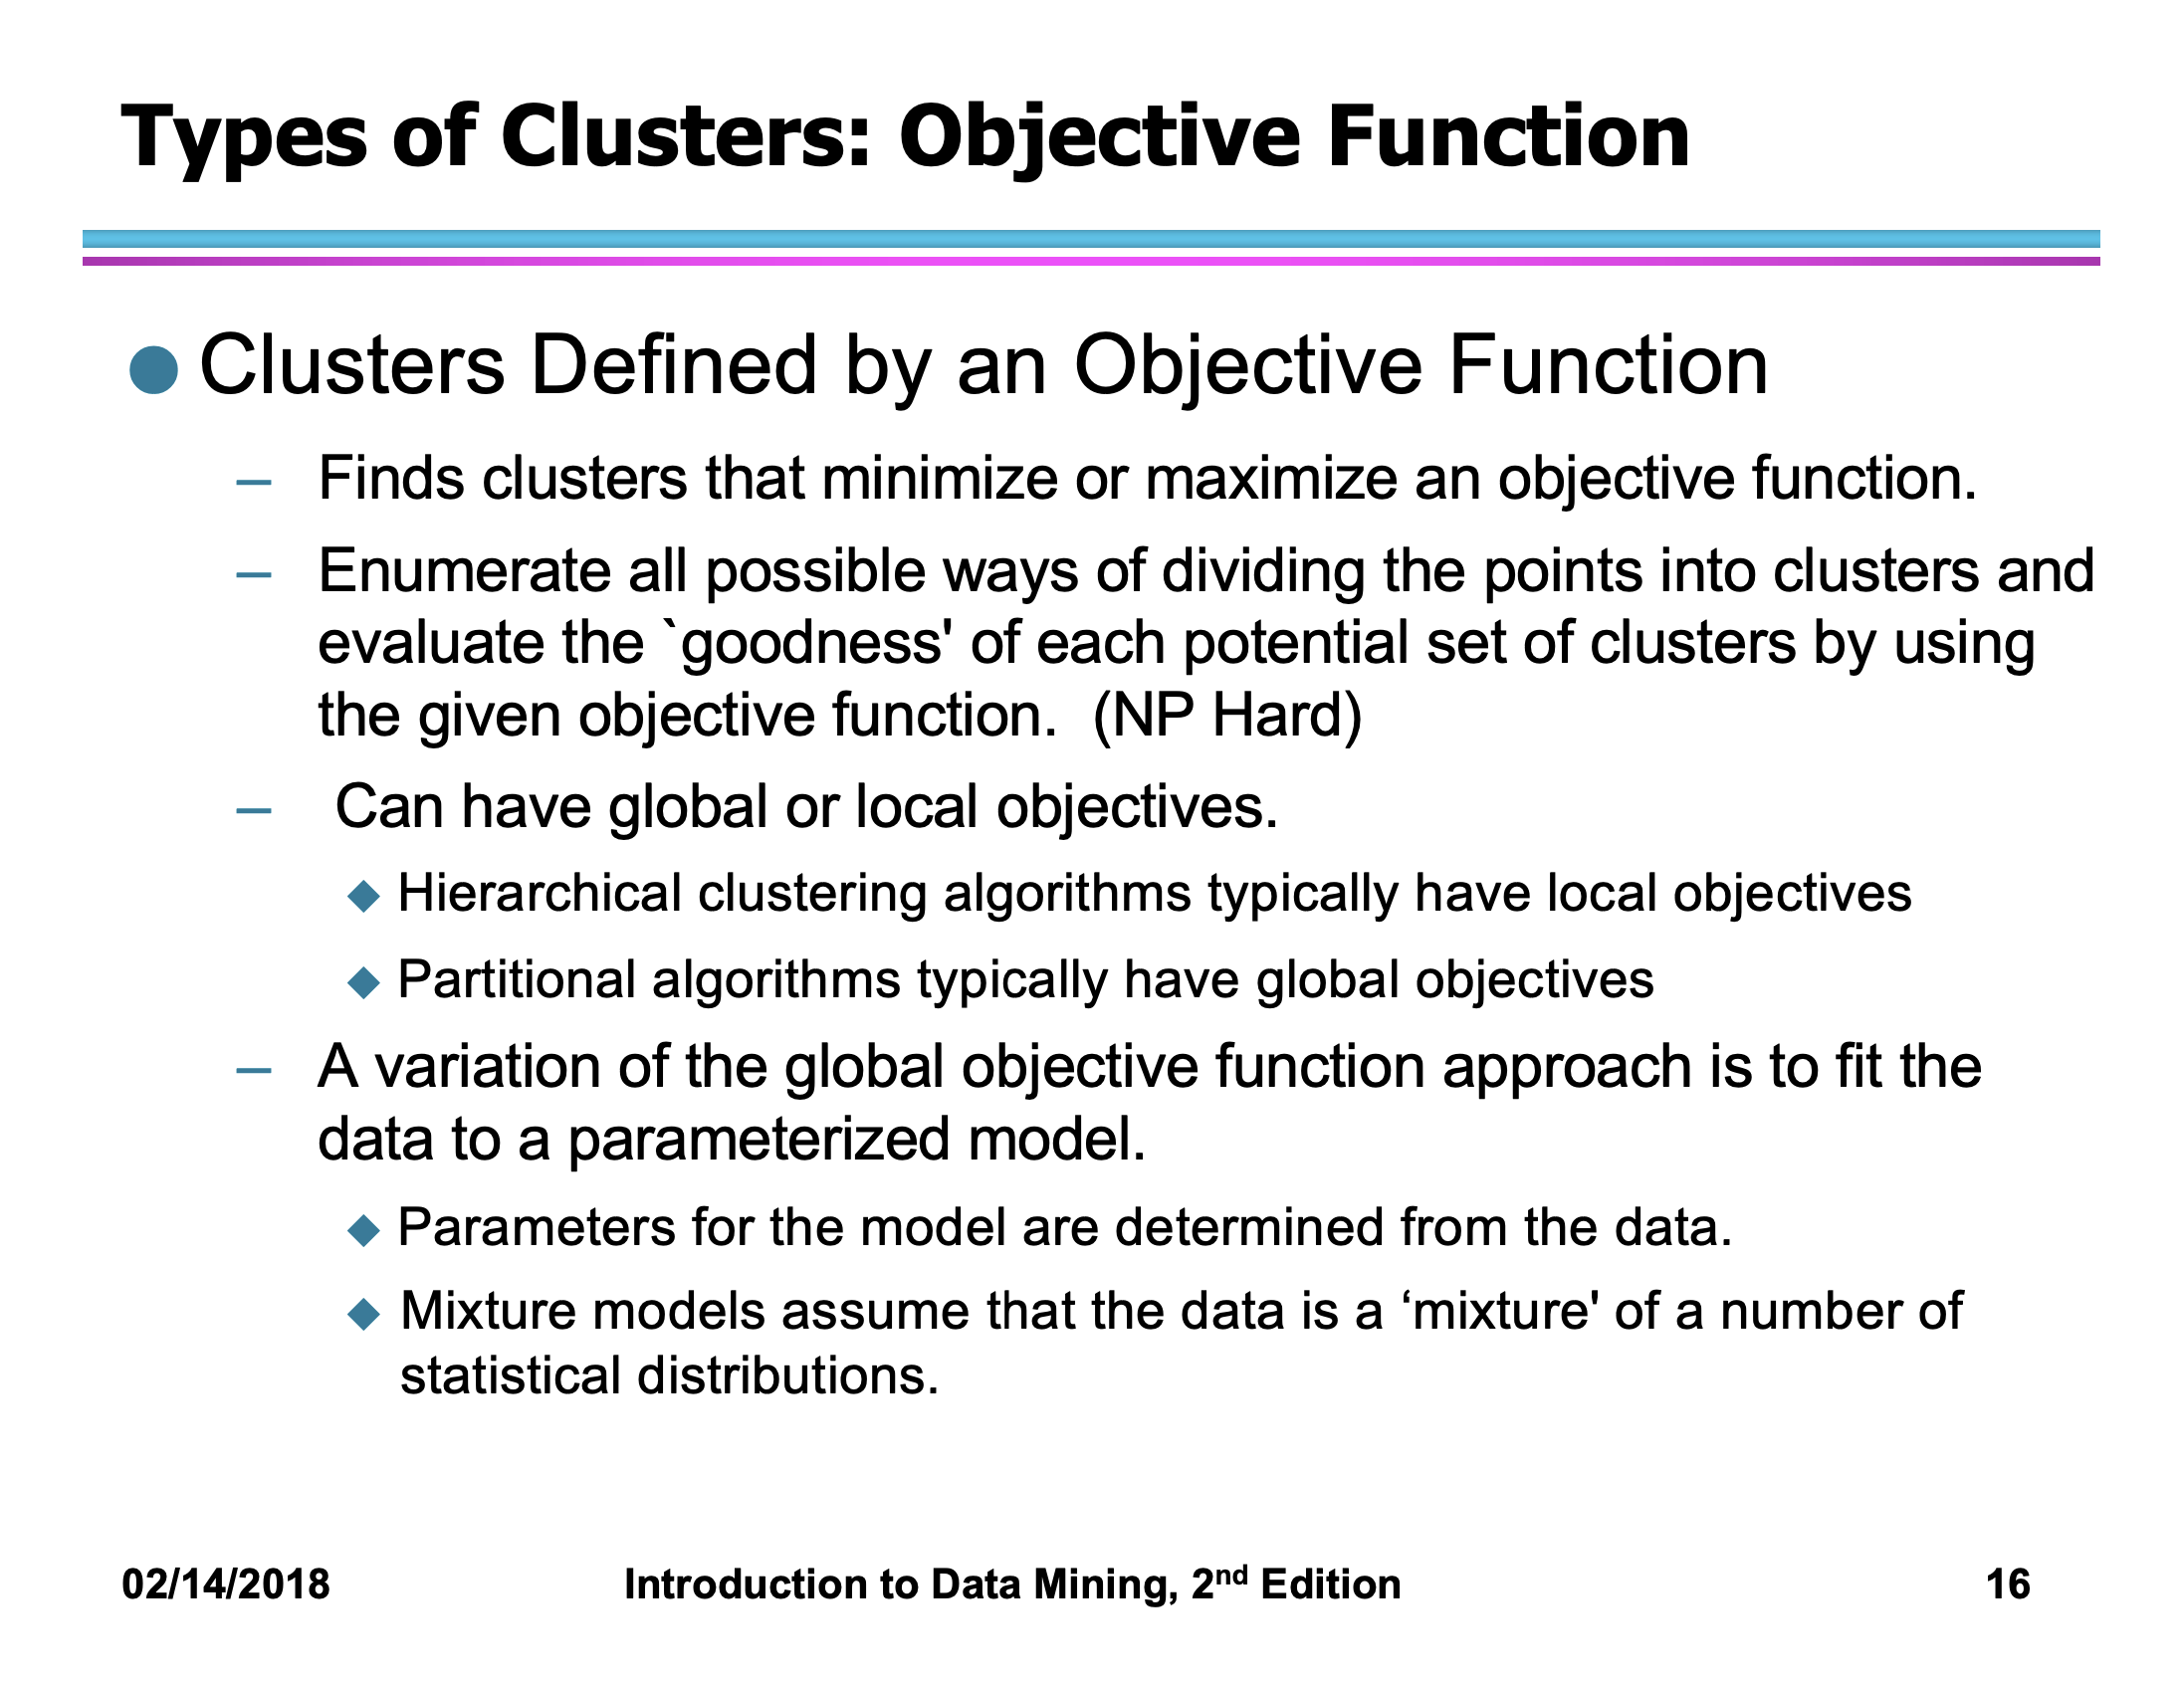 Types of Clusters: Objective Function
● Clusters Defined by an Objective Function
– Finds clusters that minimize or maximize an objective function.
– Enumerate all possible ways of dividing the points into clusters and
evaluate the `goodness' of each potential set of clusters by using
the given objective function.  (NP Hard)
– Can have global or local objectives.
◆ Hierarchical clustering algorithms typically have local objectives
◆ Partitional algorithms typically have global objectives
– A variation of the global objective function approach is to fit the
data to a parameterized model.
◆ Parameters for the model are determined from the data.
◆ Mixture models assume that the data is a ‘mixture' of a number of
statistical distributions.
02/14/2018 Introduction to Data Mining, 2nd Edition 16